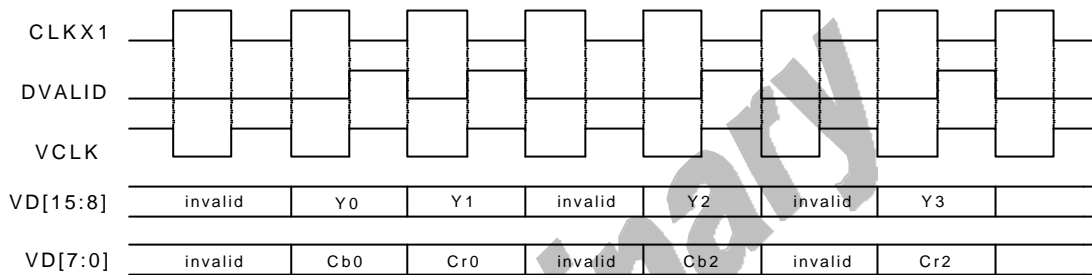 CLKX1
DVALID
VCLK
VD[15:8] invalid Y0 Y1 invalid Y2 invalid Y3
VD[7:0] invalid Cb0 Cr0 invalid Cb2 invalid Cr2